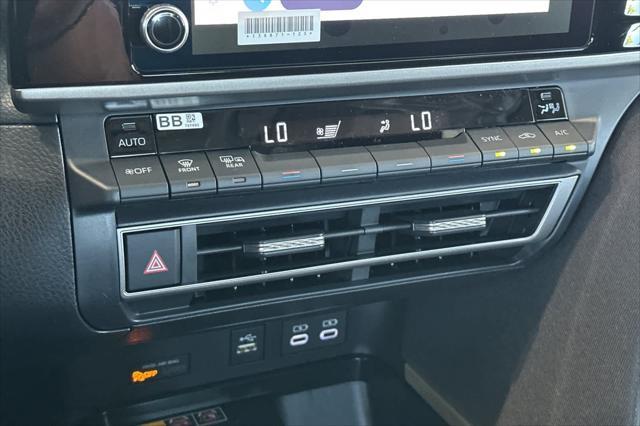 BB
AUTO
LO
LO
OFF
FRONT
REAR
SYNC
A/C